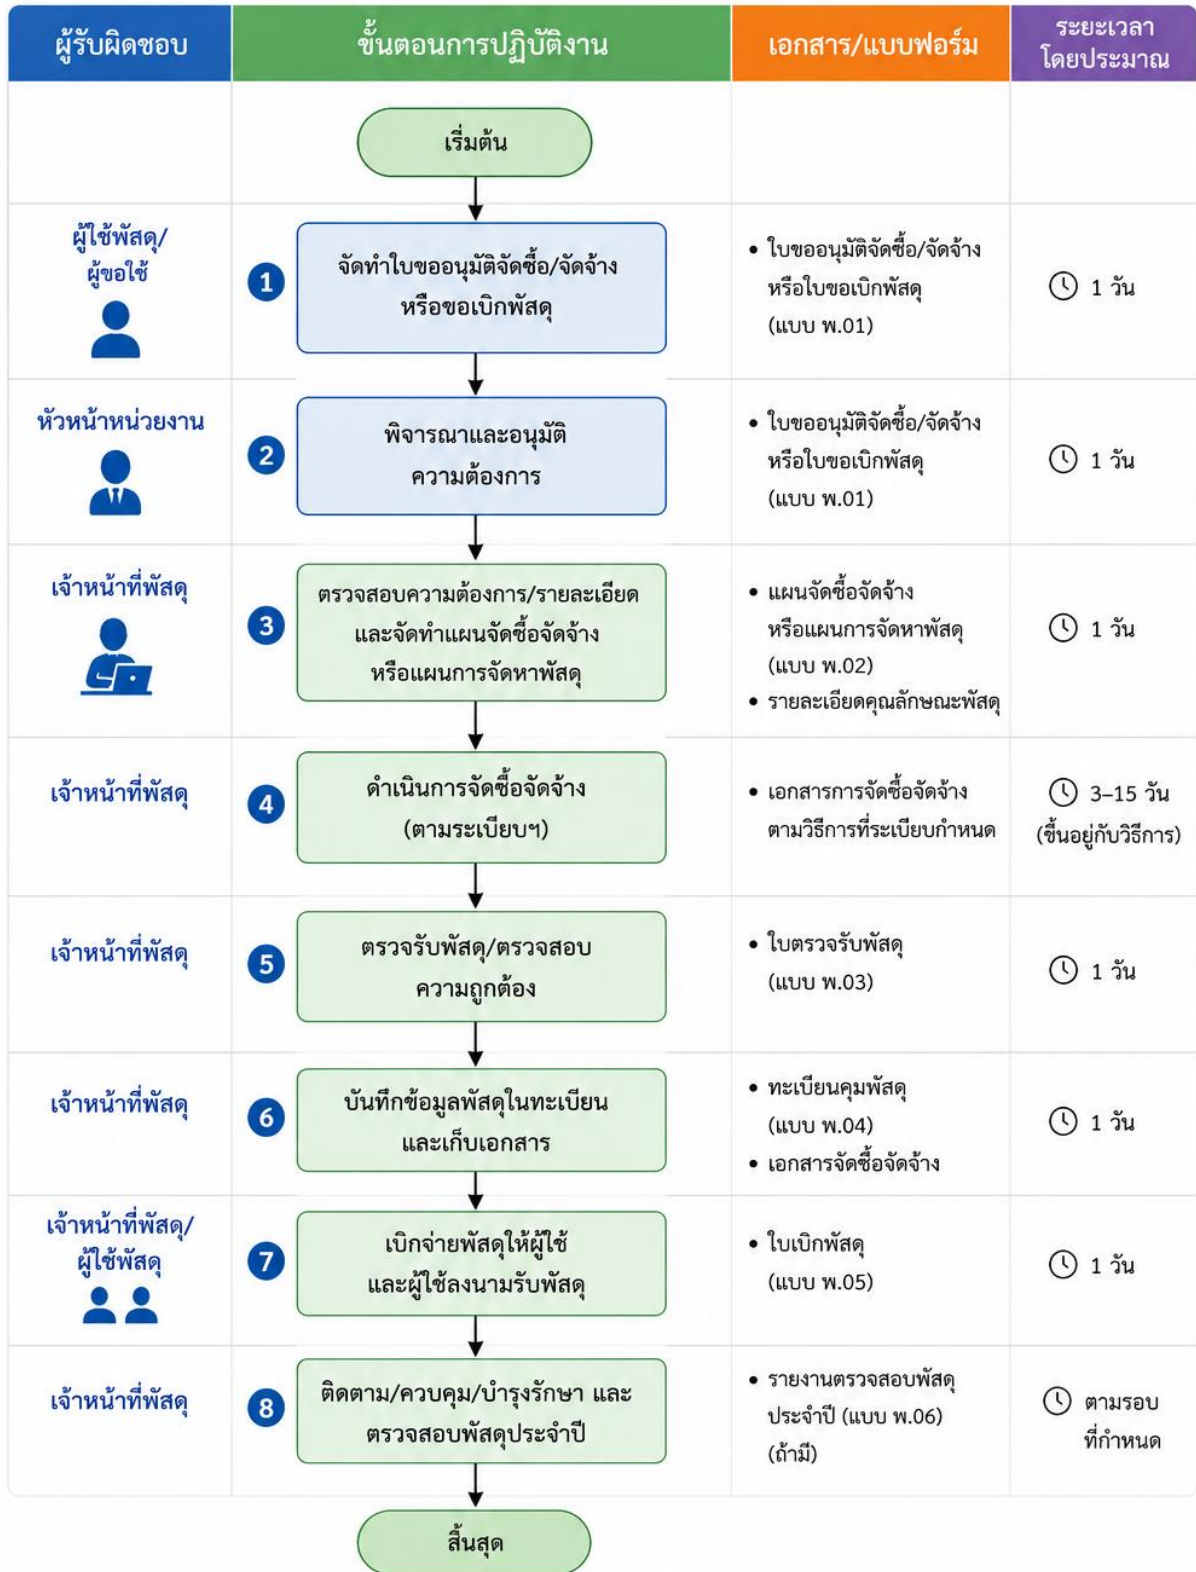 ผู้รับผิดชอบ
ขั้นตอนการปฏิบัติงาน
เอกสาร/แบบฟอร์ม
ระยะเวลา
โดยประมาณ
เริ่มต้น
ผู้ใช้พัสดุ/
ผู้ขอใช้
1
จัดทำใบขออนุมัติจัดซื้อ/จัดจ้าง
หรือขอเบิกพัสดุ
• ใบขออนุมัติจัดซื้อ/จัดจ้าง
หรือใบขอเบิกพัสดุ
(แบบ พ.01)
1 วัน
หัวหน้าหน่วยงาน
2
พิจารณาและอนุมัติ
ความต้องการ
• ใบขออนุมัติจัดซื้อ/จัดจ้าง
หรือใบขอเบิกพัสดุ
(แบบ พ.01)
1 วัน
เจ้าหน้าที่พัสดุ
3
ตรวจสอบความต้องการ/รายละเอียด
และจัดทำแผนจัดซื้อจัดจ้าง
หรือแผนการจัดหาพัสดุ
• แผนจัดซื้อจัดจ้าง
หรือแผนการจัดหาพัสดุ
(แบบ พ.02)
• รายละเอียดคุณลักษณะพัสดุ
1 วัน
เจ้าหน้าที่พัสดุ
4
ดำเนินการจัดซื้อจัดจ้าง
(ตามระเบียบฯ)
• เอกสารการจัดซื้อจัดจ้าง
ตามวิธีการที่ระเบียบกำหนด
3–15 วัน
(ขึ้นอยู่กับวิธีการ)
เจ้าหน้าที่พัสดุ
5
ตรวจรับพัสดุ/ตรวจสอบ
ความถูกต้อง
• ใบตรวจรับพัสดุ
(แบบ พ.03)
1 วัน
เจ้าหน้าที่พัสดุ
6
บันทึกข้อมูลพัสดุในทะเบียน
และเก็บเอกสาร
• ทะเบียนคุมพัสดุ
(แบบ พ.04)
• เอกสารจัดซื้อจัดจ้าง
1 วัน
เจ้าหน้าที่พัสดุ/
ผู้ใช้พัสดุ
7
เบิกจ่ายพัสดุให้ผู้ใช้
และผู้ใช้ลงนามรับพัสดุ
• ใบเบิกพัสดุ
(แบบ พ.05)
1 วัน
เจ้าหน้าที่พัสดุ
8
ติดตาม/ควบคุม/บำรุงรักษา และ
ตรวจสอบพัสดุประจำปี
• รายงานตรวจสอบพัสดุ
ประจำปี (แบบ พ.06)
(ถ้ามี)
ตามรอบ
ที่กำหนด
สิ้นสุด